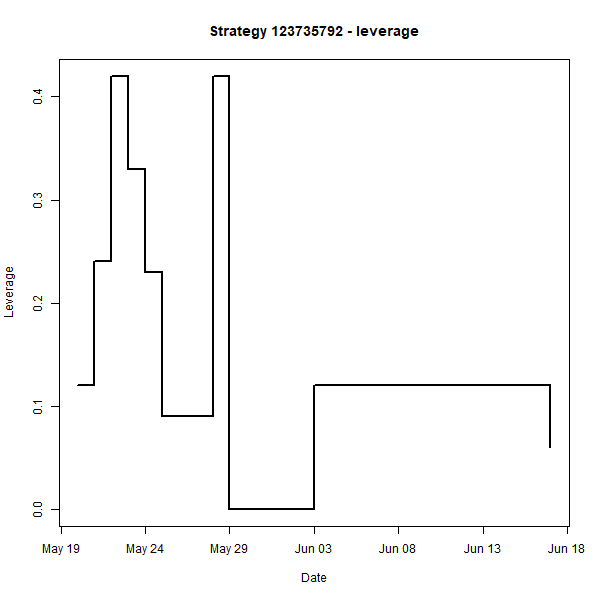 Strategy 123735792 - leverage
0.4
0.3
0.2
0.1
0.0
Leverage
May 19 May 24 May 29 Jun 03 Jun 08 Jun 13 Jun 18
Date